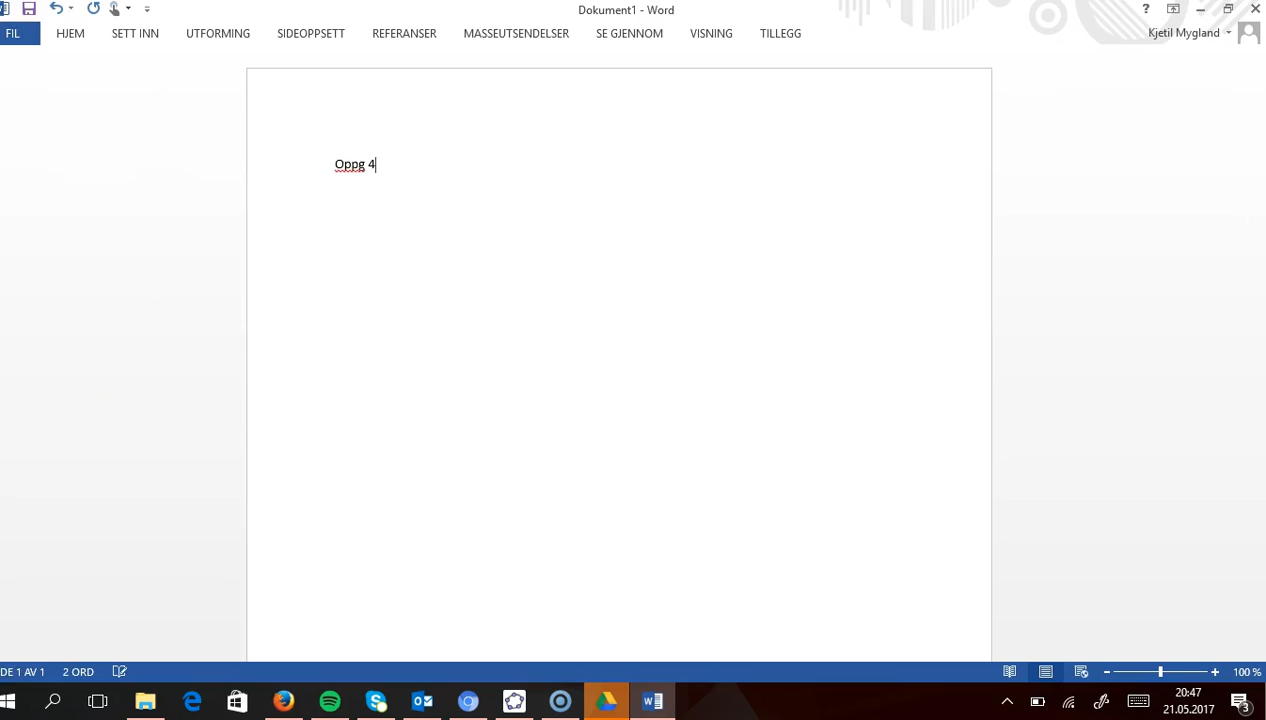 Dokument1 - Word
FIL HJEM SETT INN UTFORMING SIDEOPPSETT REFERANSER MASSEUTSENDELSER SE GJENNOM VISNING TILLEGG Kjetil Mygland
Oppg 4
DE 1 AV 1 2 ORD 100 %
20:47
21.05.2017
3